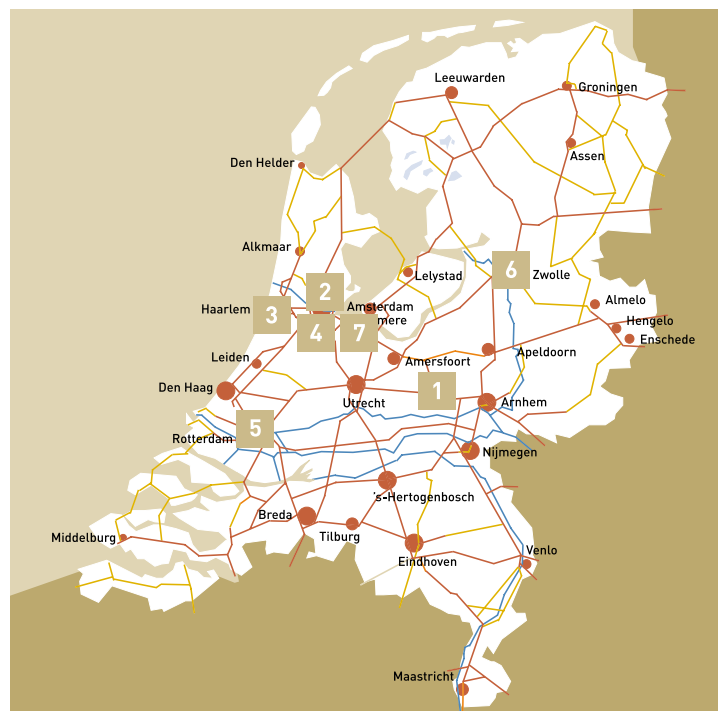 Leeuwarden
Groningen
Assen
Den Helder
Alkmaar
Lelystad
6
Zwolle
2
Almelo
Haarlem
3
Amsterdam
mere
Hengelo
4
7
Enschede
Apeldoorn
Leiden
Amersfoort
Den Haag
1
Utrecht
Arnhem
5
Rotterdam
Nijmegen
's-Hertogenbosch
Breda
Tilburg
Middelburg
Eindhoven
Venlo
Maastricht